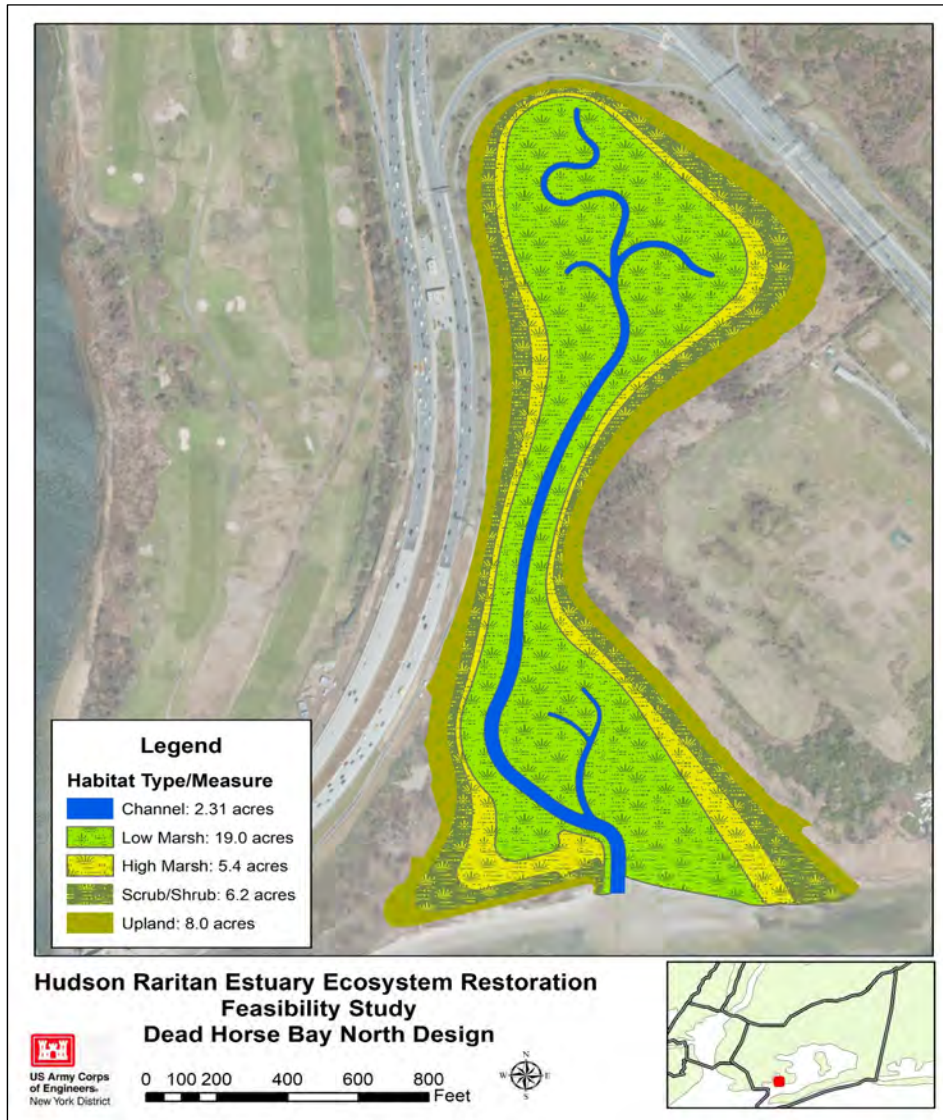 Legend
Habitat Type/Measure
Channel: 2.31 acres
Low Marsh: 19.0 acres
High Marsh: 5.4 acres
Scrub/Shrub: 6.2 acres
Upland: 8.0 acres
Hudson Raritan Estuary Ecosystem Restoration
Feasibility Study
Dead Horse Bay North Design
US Army Corps
of Engineers®
New York District
0 100 200 400 600 800
Feet
N
W E
S